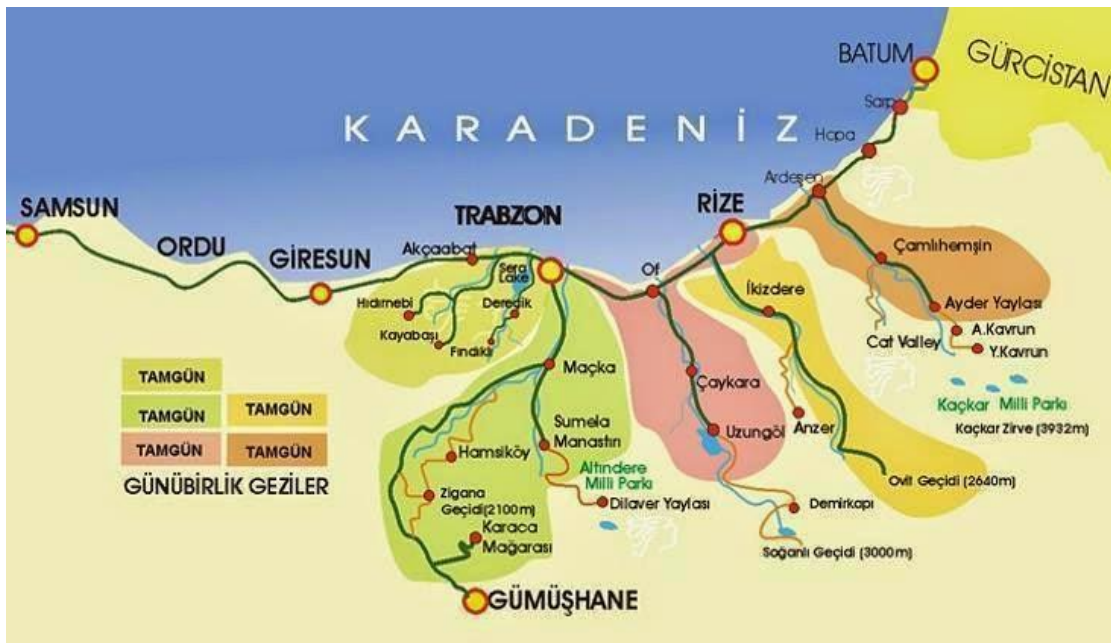 BATUM
GÜRCİSTAN
Sarp
KARADENİZ
Hopa
Ardeşen
SAMSUN
ORDU
GİRESUN
Akçaabat
TRABZON
RİZE
Sera
Lake
Of
Çamlıhemşin
Hıdırnebi
Deredik
İkizdere
Ayder Yaylası
Kayabaşı
Fındıklı
A.Kavrun
Cat Valley
Y.Kavrun
Maçka
Çaykara
TAMGÜN
TAMGÜN
TAMGÜN
TAMGÜN
TAMGÜN
GÜNÜBİRLİK GEZİLER
Kaçkar Milli Parkı
Kaçkar Zirve (3932m)
Sumela
Manastırı
Uzungöl
Anzer
Hamsiköy
Altındere
Milli Parkı
Ovit Geçidi (2640m)
Zigana
Geçidi(2100m)
Dilaver Yaylası
Demirkapı
Karaca
Mağarası
Soğanlı Geçidi (3000m)
GÜMÜŞHANE